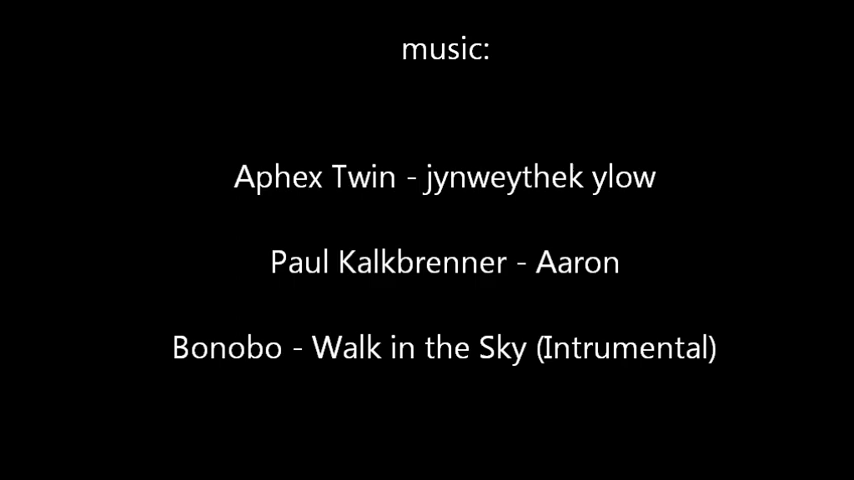 music:
Aphex Twin - jynweythek ylow
Paul Kalkbrenner - Aaron
Bonobo - Walk in the Sky (Intrumental)